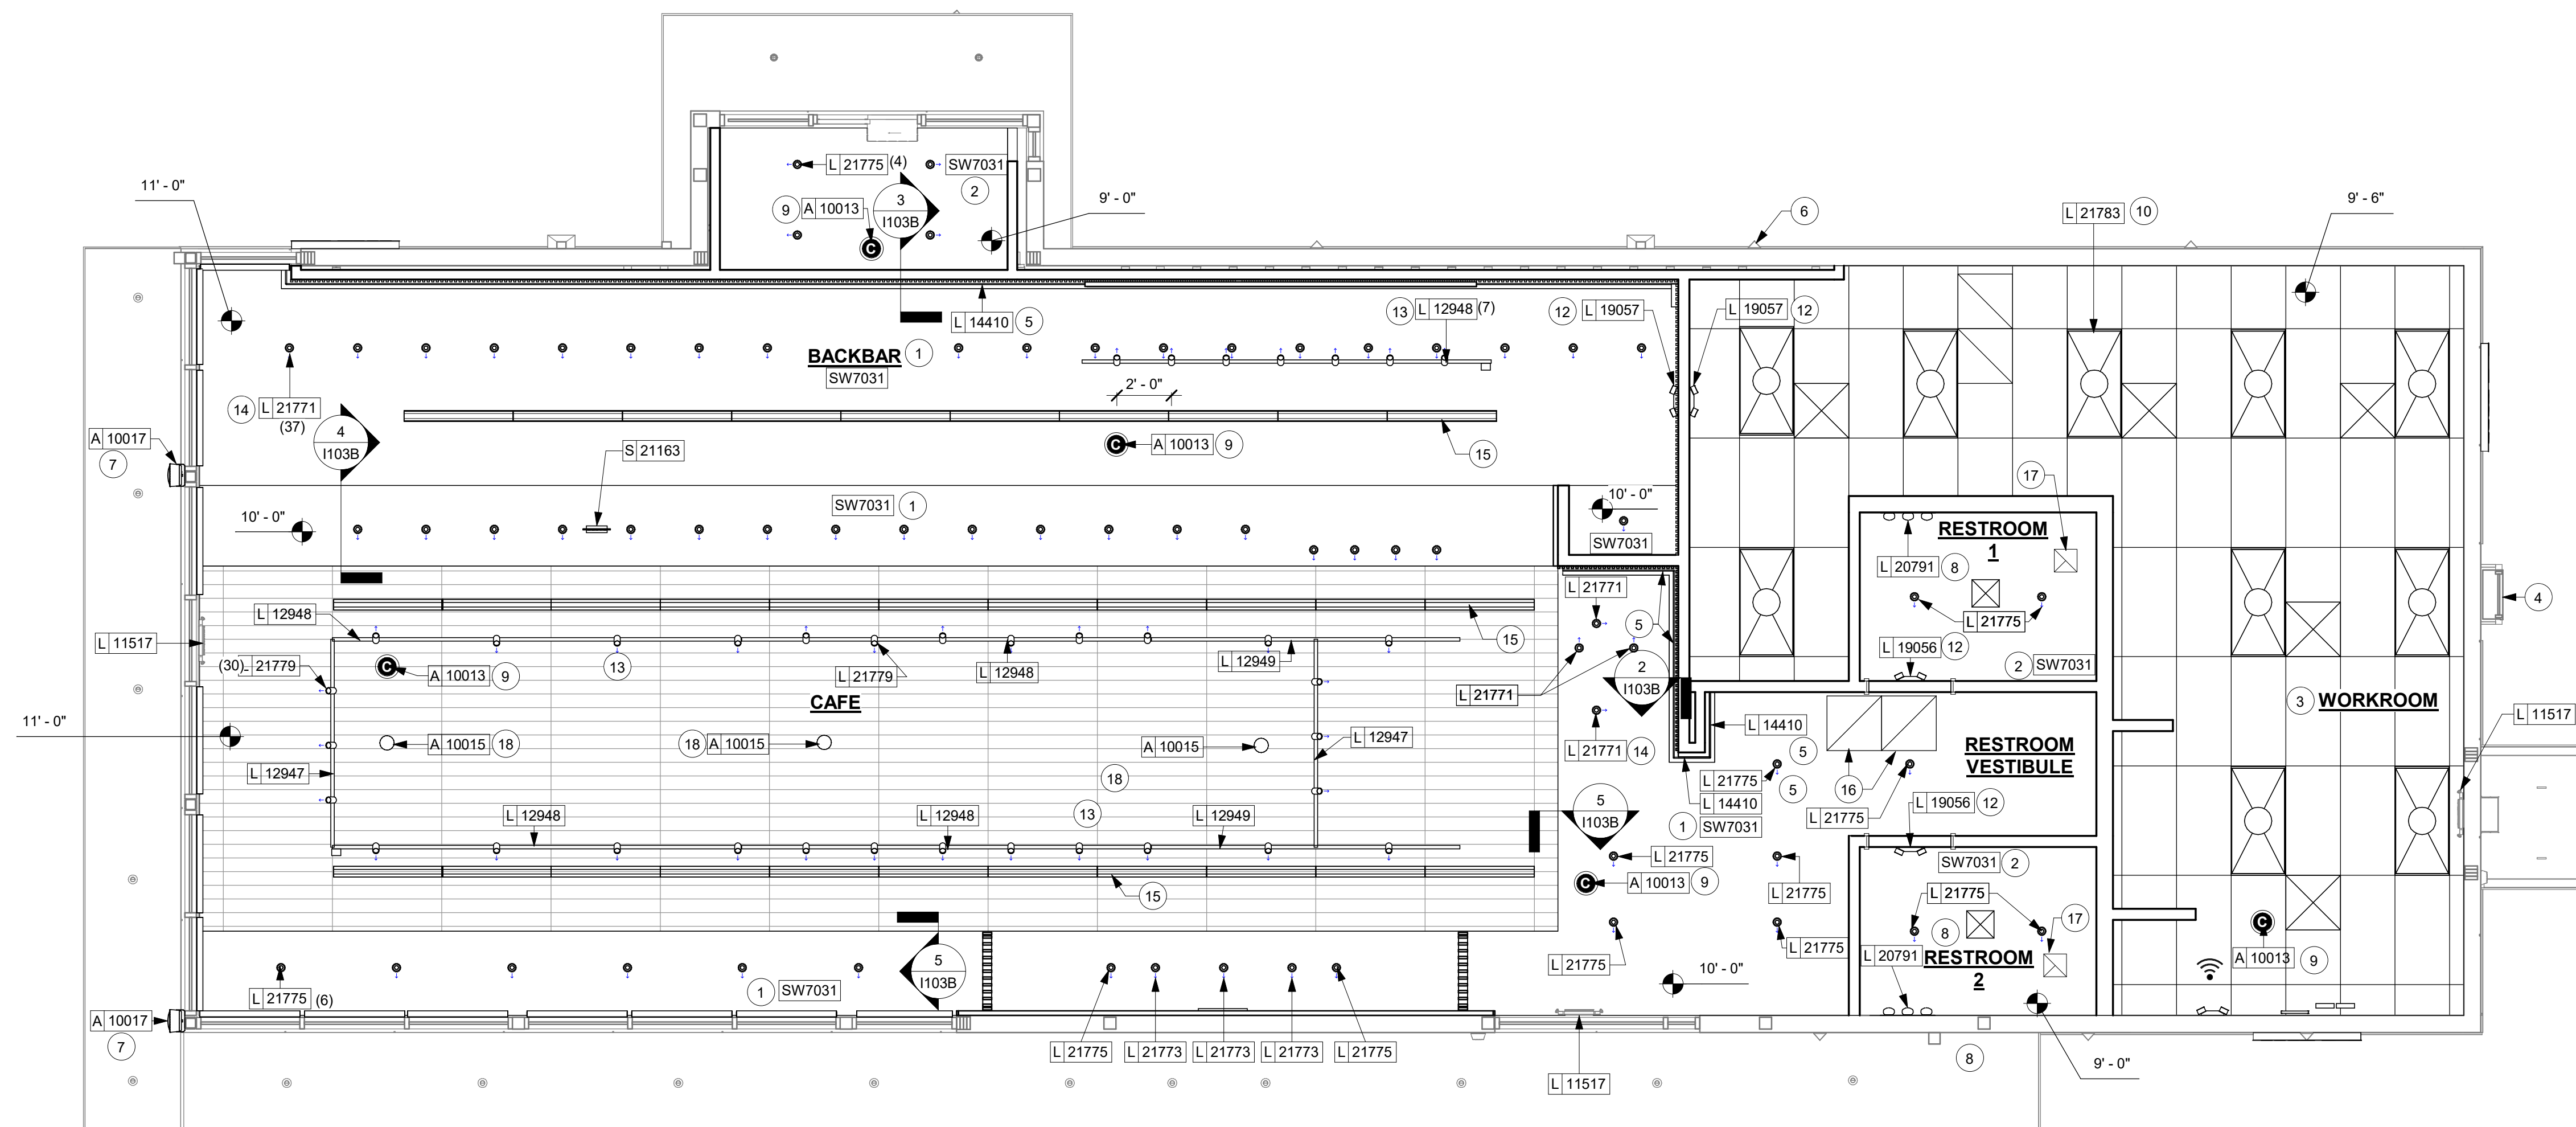 L 21775 (4)
SW7031
2
9 A 10013
3
I103B
9' - 0"
11' - 0"
6
L 21783 10
9' - 6"
L 14410 5
13 L 12948 (7)
12 L 19057
L 19057 12
BACKBAR 1
SW7031
2' - 0"
14 L 21771
(37)
4
I103B
A 10017
7
S 21163
C A 10013 9
15
17
SW7031 1
10' - 0"
10' - 0"
SW7031
RESTROOM
1
L 20791 8
L 21775
L 19056 12
2 SW7031
4
L 12948
L 11517
(30) L 21779
C A 10013 9
13
L 21779
L 12948
L 12949
15
L 21771
5
2
I103B
L 21771
CAFE
3 WORKROOM
L 11517
11' - 0"
A 10015 18
18 A 10015
A 10015
L 12947
L 12947
L 21771 14
L 14410
5
L 21775
5
L 14410
16
RESTROOM
VESTIBULE
18
13
L 12948
L 12948
L 12949
5
I103B
1 SW7031
L 21775
L 19056 12
L 21775
C A 10013 9
L 21775
SW7031 2
L 21775
15
8
17
L 20791
RESTROOM
2
C
A 10013 9
L 21775
L 21775
5
I103B
1 SW7031
L 21775 (6)
10' - 0"
A 10017
7
L 21775
L 21773
L 21773
L 21773
L 21775
L 11517
8
9' - 0"